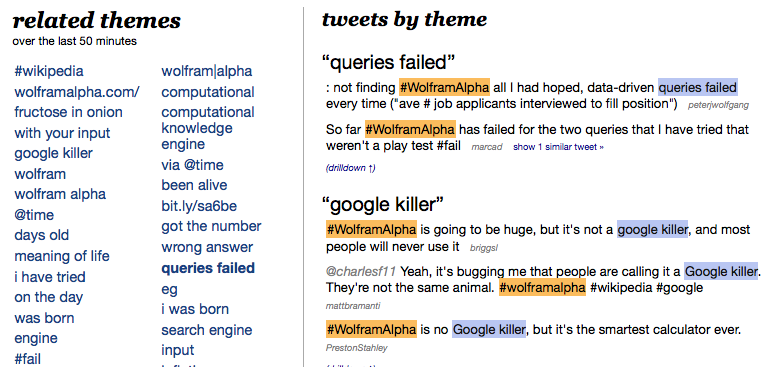 related themes
over the last 50 minutes
#wikipedia
wolframalpha.com/
fructose in onion
with your input
google killer
wolfram
wolfram alpha
@time
days old
meaning of life
i have tried
on the day
was born
engine
#fail
wolfram|alpha
computational
computational
knowledge
engine
via @time
been alive
bit.ly/sa6be
got the number
wrong answer
queries failed
eg
i was born
search engine
input
tweets by theme
“queries failed”
: not finding #WolframAlpha all I had hoped, data-driven queries failed
every time ("ave # job applicants interviewed to fill position") peterjwolfgang
So far #WolframAlpha has failed for the two queries that I have tried that
weren't a play test #fail marcad show 1 similar tweet »
(drilldown ↑)
“google killer”
#WolframAlpha is going to be huge, but it's not a google killer, and most
people will never use it briggsl
@charlesf11 Yeah, it's bugging me that people are calling it a Google killer.
They're not the same animal. #wolframalpha #wikipedia #google
mattbramanti
#WolframAlpha is no Google killer, but it's the smartest calculator ever.
PrestonStahley